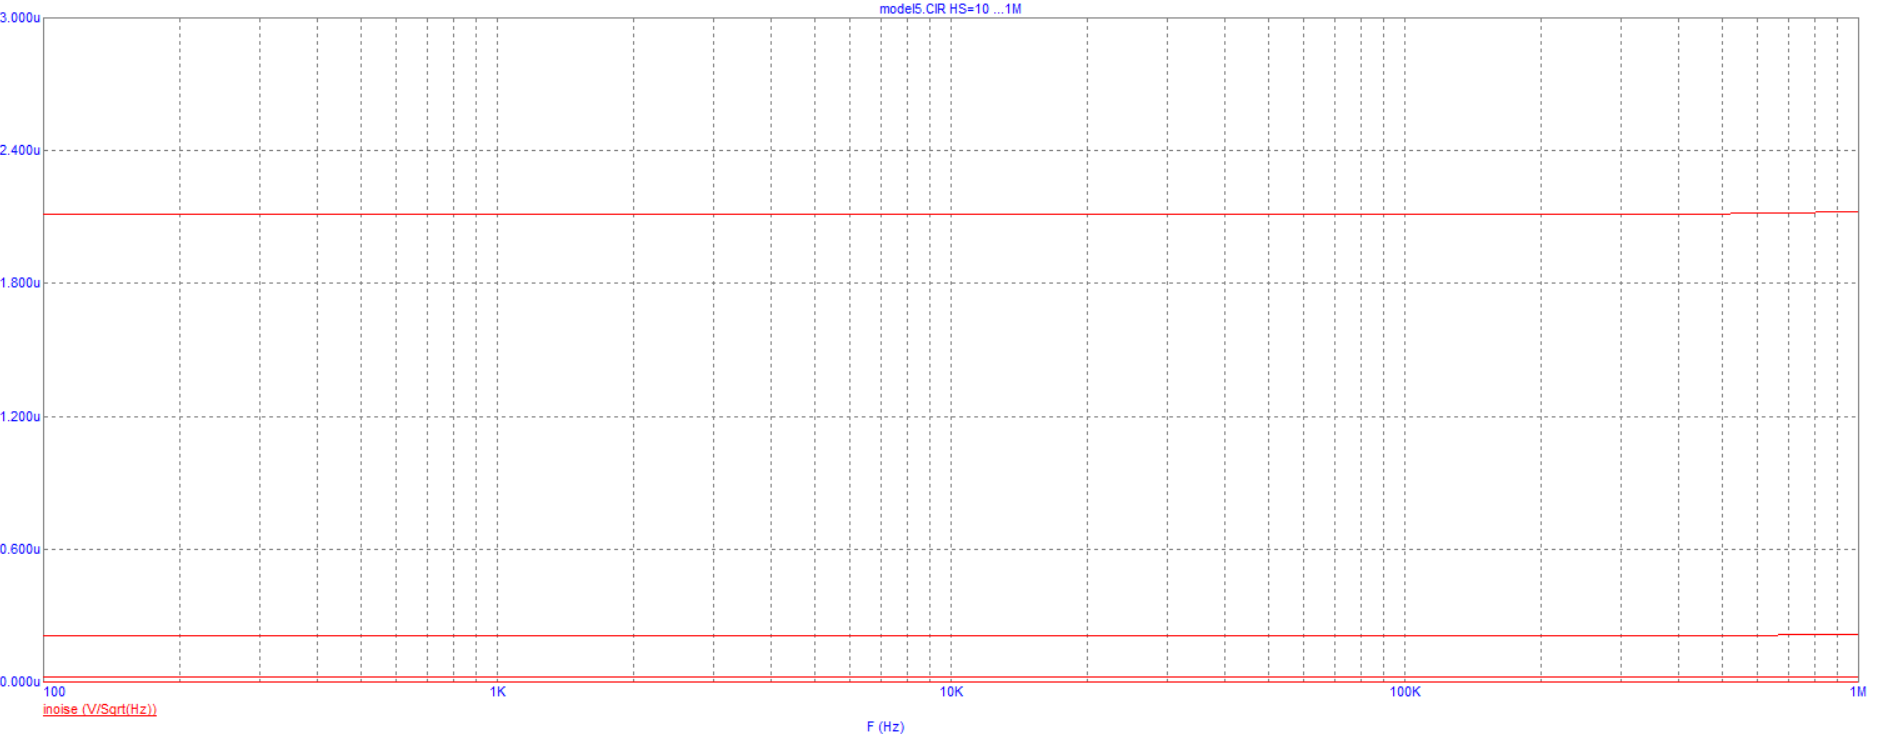 model5.CIR HS=10 ...1M
3.000u
2.400u
1.800u
1.200u
0.600u
0.000u
100 1K 10K 100K 1M
inoise (V/Sqrt(Hz))
F (Hz)